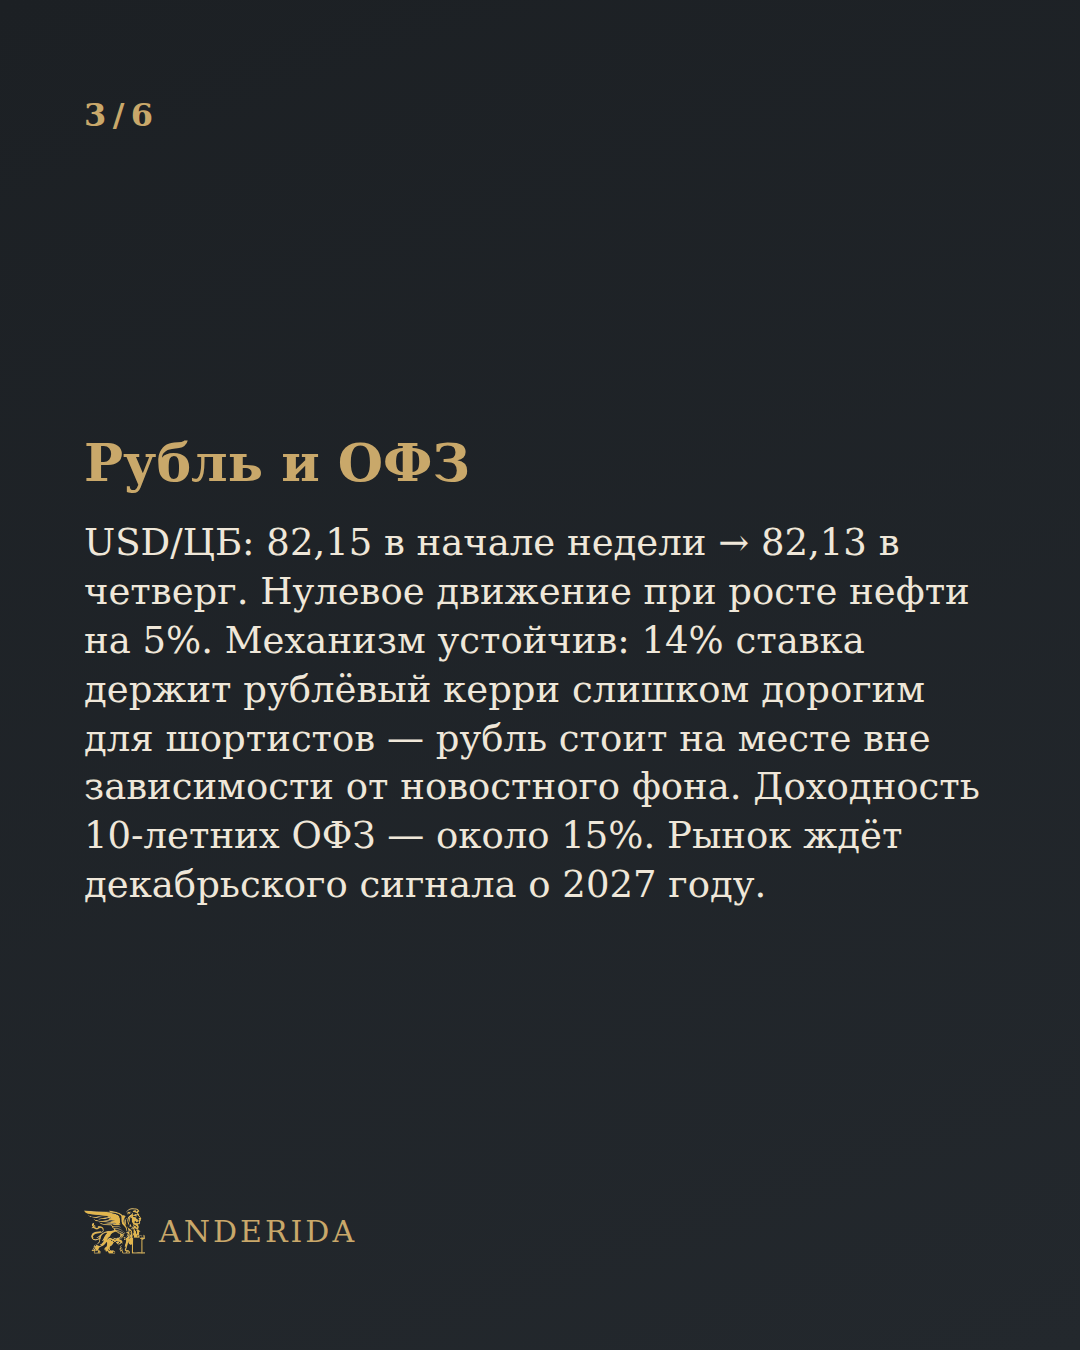 3/6
Рубль и ОФЗ
USD/ЦБ: 82,15 в начале недели → 82,13 в
четверг. Нулевое движение при росте нефти
на 5%. Механизм устойчив: 14% ставка
держит рублёвый керри слишком дорогим
для шортистов — рубль стоит на месте вне
зависимости от новостного фона. Доходность
10-летних ОФЗ — около 15%. Рынок ждёт
декабрьского сигнала о 2027 году.
ANDERIDA